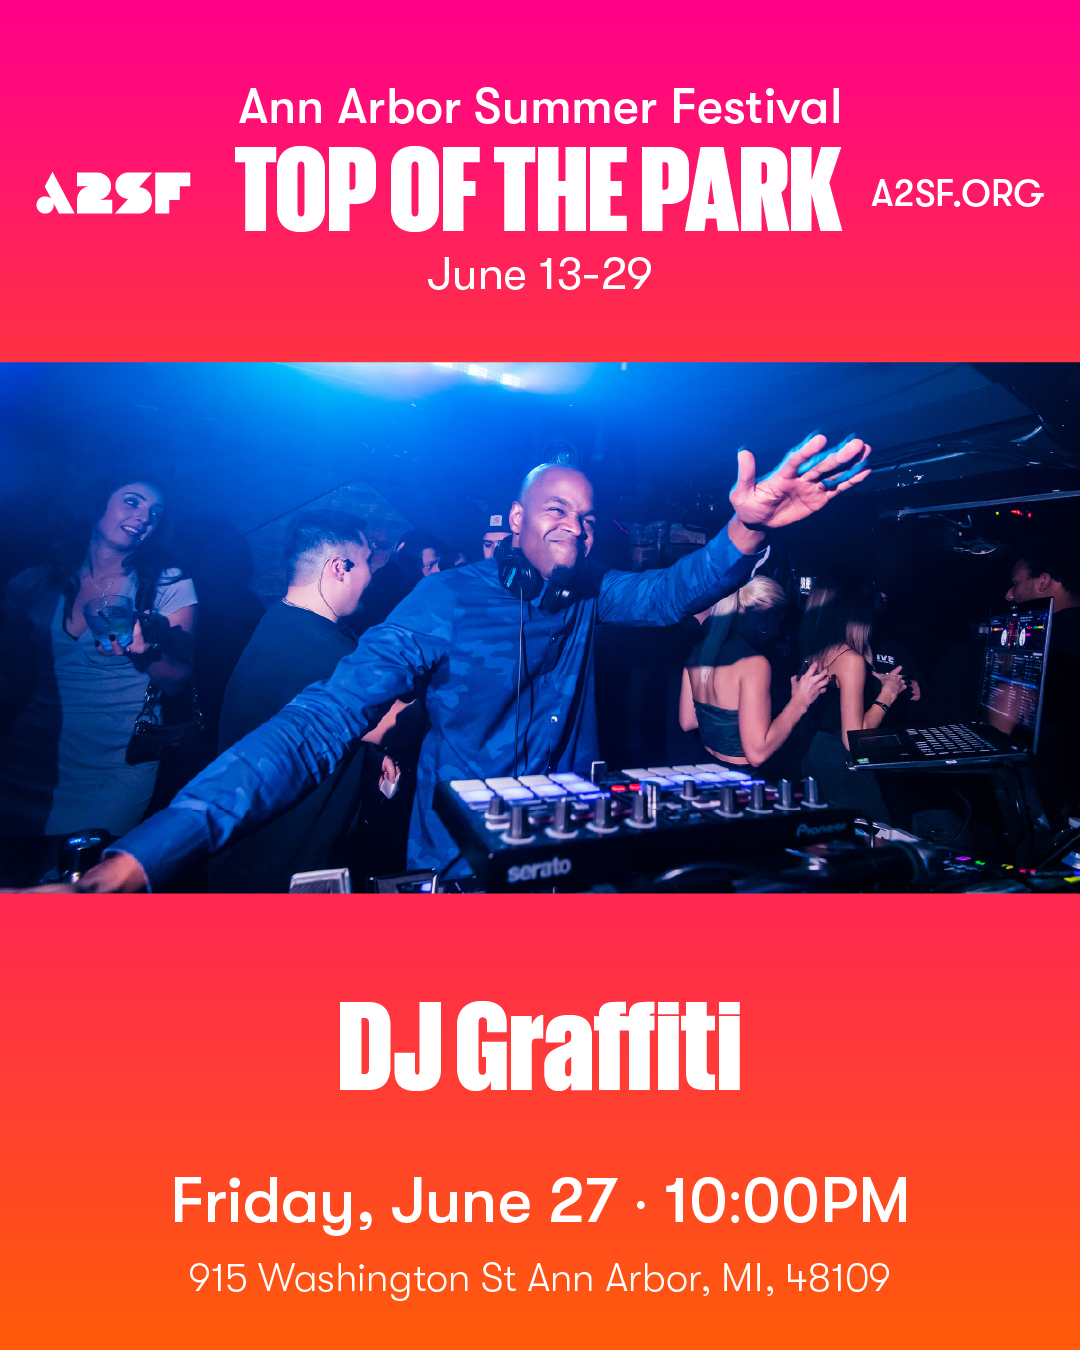 Ann Arbor Summer Festival
A2SF
TOP OF THE PARK
A2SF.ORG
June 13-29
serato
Pioneer
DJ Graffiti
Friday, June 27 · 10:00PM
915 Washington St Ann Arbor, MI, 48109